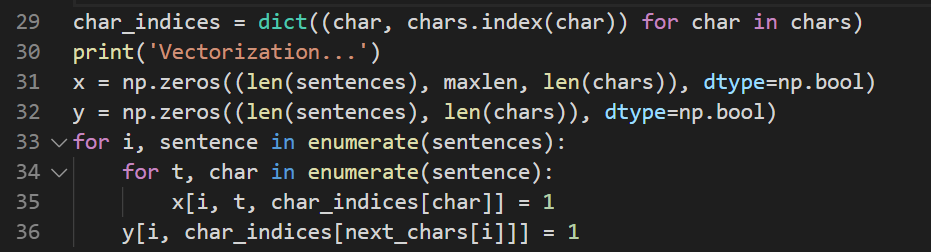 29 char_indices = dict((char, chars.index(char)) for char in chars)
30 print('Vectorization...')
31 x = np.zeros((len(sentences), maxlen, len(chars)), dtype=np.bool)
32 y = np.zeros((len(sentences), len(chars)), dtype=np.bool)
33 for i, sentence in enumerate(sentences):
34     for t, char in enumerate(sentence):
35         x[i, t, char_indices[char]] = 1
36     y[i, char_indices[next_chars[i]]] = 1